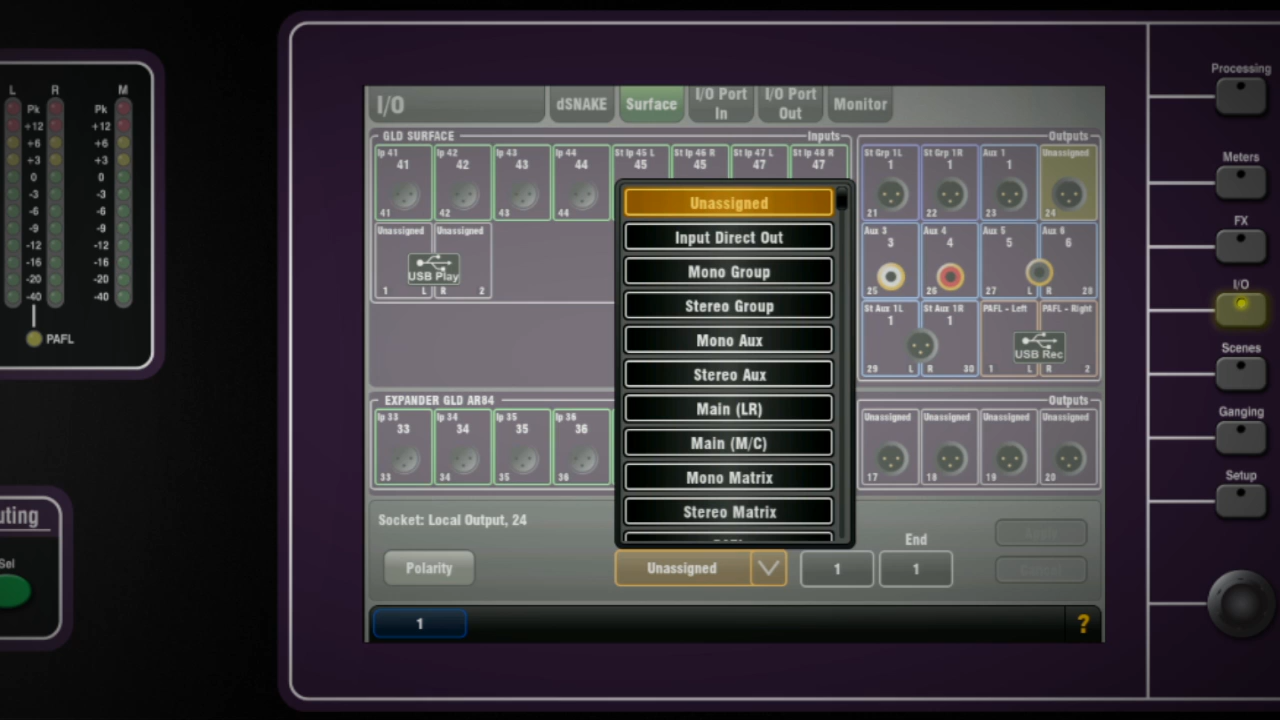 L R M
Pk Pk
+12 +12
+6 +6
+3 +3
0 0
-3 -3
-6 -6
-9 -9
-12 -12
-16 -16
-20 -20
-40 -40
PAFL
uting
Sel
I/O
dSNAKE
Surface
I/O Port In
I/O Port Out
Monitor
GLD SURFACE Inputs
Ip 41 Ip 42 Ip 43 Ip 44 St Ip 45 L St Ip 46 R St Ip 47 L St Ip 48 R
41 42 43 44 45 45 47 47
41 42 43 44
Unassigned Unassigned
USB Play
1 L R 2
Outputs
St Grp 1L St Grp 1R Aux 1 Unassigned
1 1 1
21 22 23 24
Aux 3 Aux 4 Aux 5 Aux 6
3 4 5 6
25 26 27 L R 28
St Aux 1L St Aux 1R PAFL - Left PAFL - Right
1 1
USB Rec
29 L R 30 1 L R 2
Unassigned
Input Direct Out
Mono Group
Stereo Group
Mono Aux
Stereo Aux
Main (LR)
Main (M/C)
Mono Matrix
Stereo Matrix
EXPANDER GLD AR84
Ip 33 Ip 34 Ip 35 Ip 36
33 34 35 36
33 34 35 36
Outputs
Unassigned Unassigned Unassigned Unassigned
17 18 19 20
Socket: Local Output, 24
End
Polarity
Unassigned
1
1
Apply
Cancel
1
?
Processing
Meters
FX
I/O
Scenes
Ganging
Setup